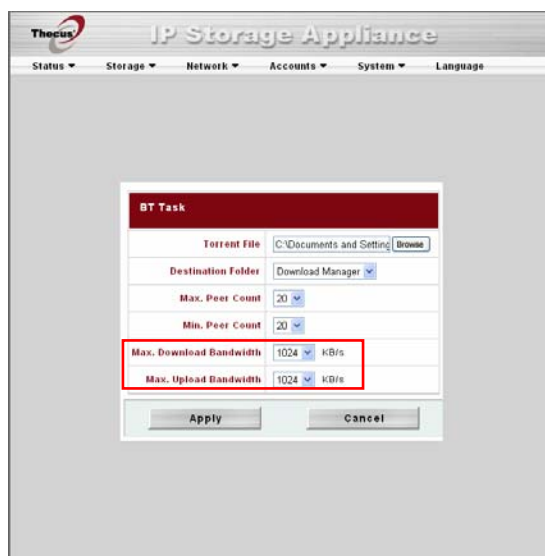 Thecus
IP Storage Appliance
Status Storage Network Accounts System Language
BT Task
Torrent File C:\Documents and Setting Browse
Destination Folder Download Manager
Max. Peer Count 20
Min. Peer Count 20
Max. Download Bandwidth 1024 KB/s
Max. Upload Bandwidth 1024 KB/s
Apply Cancel